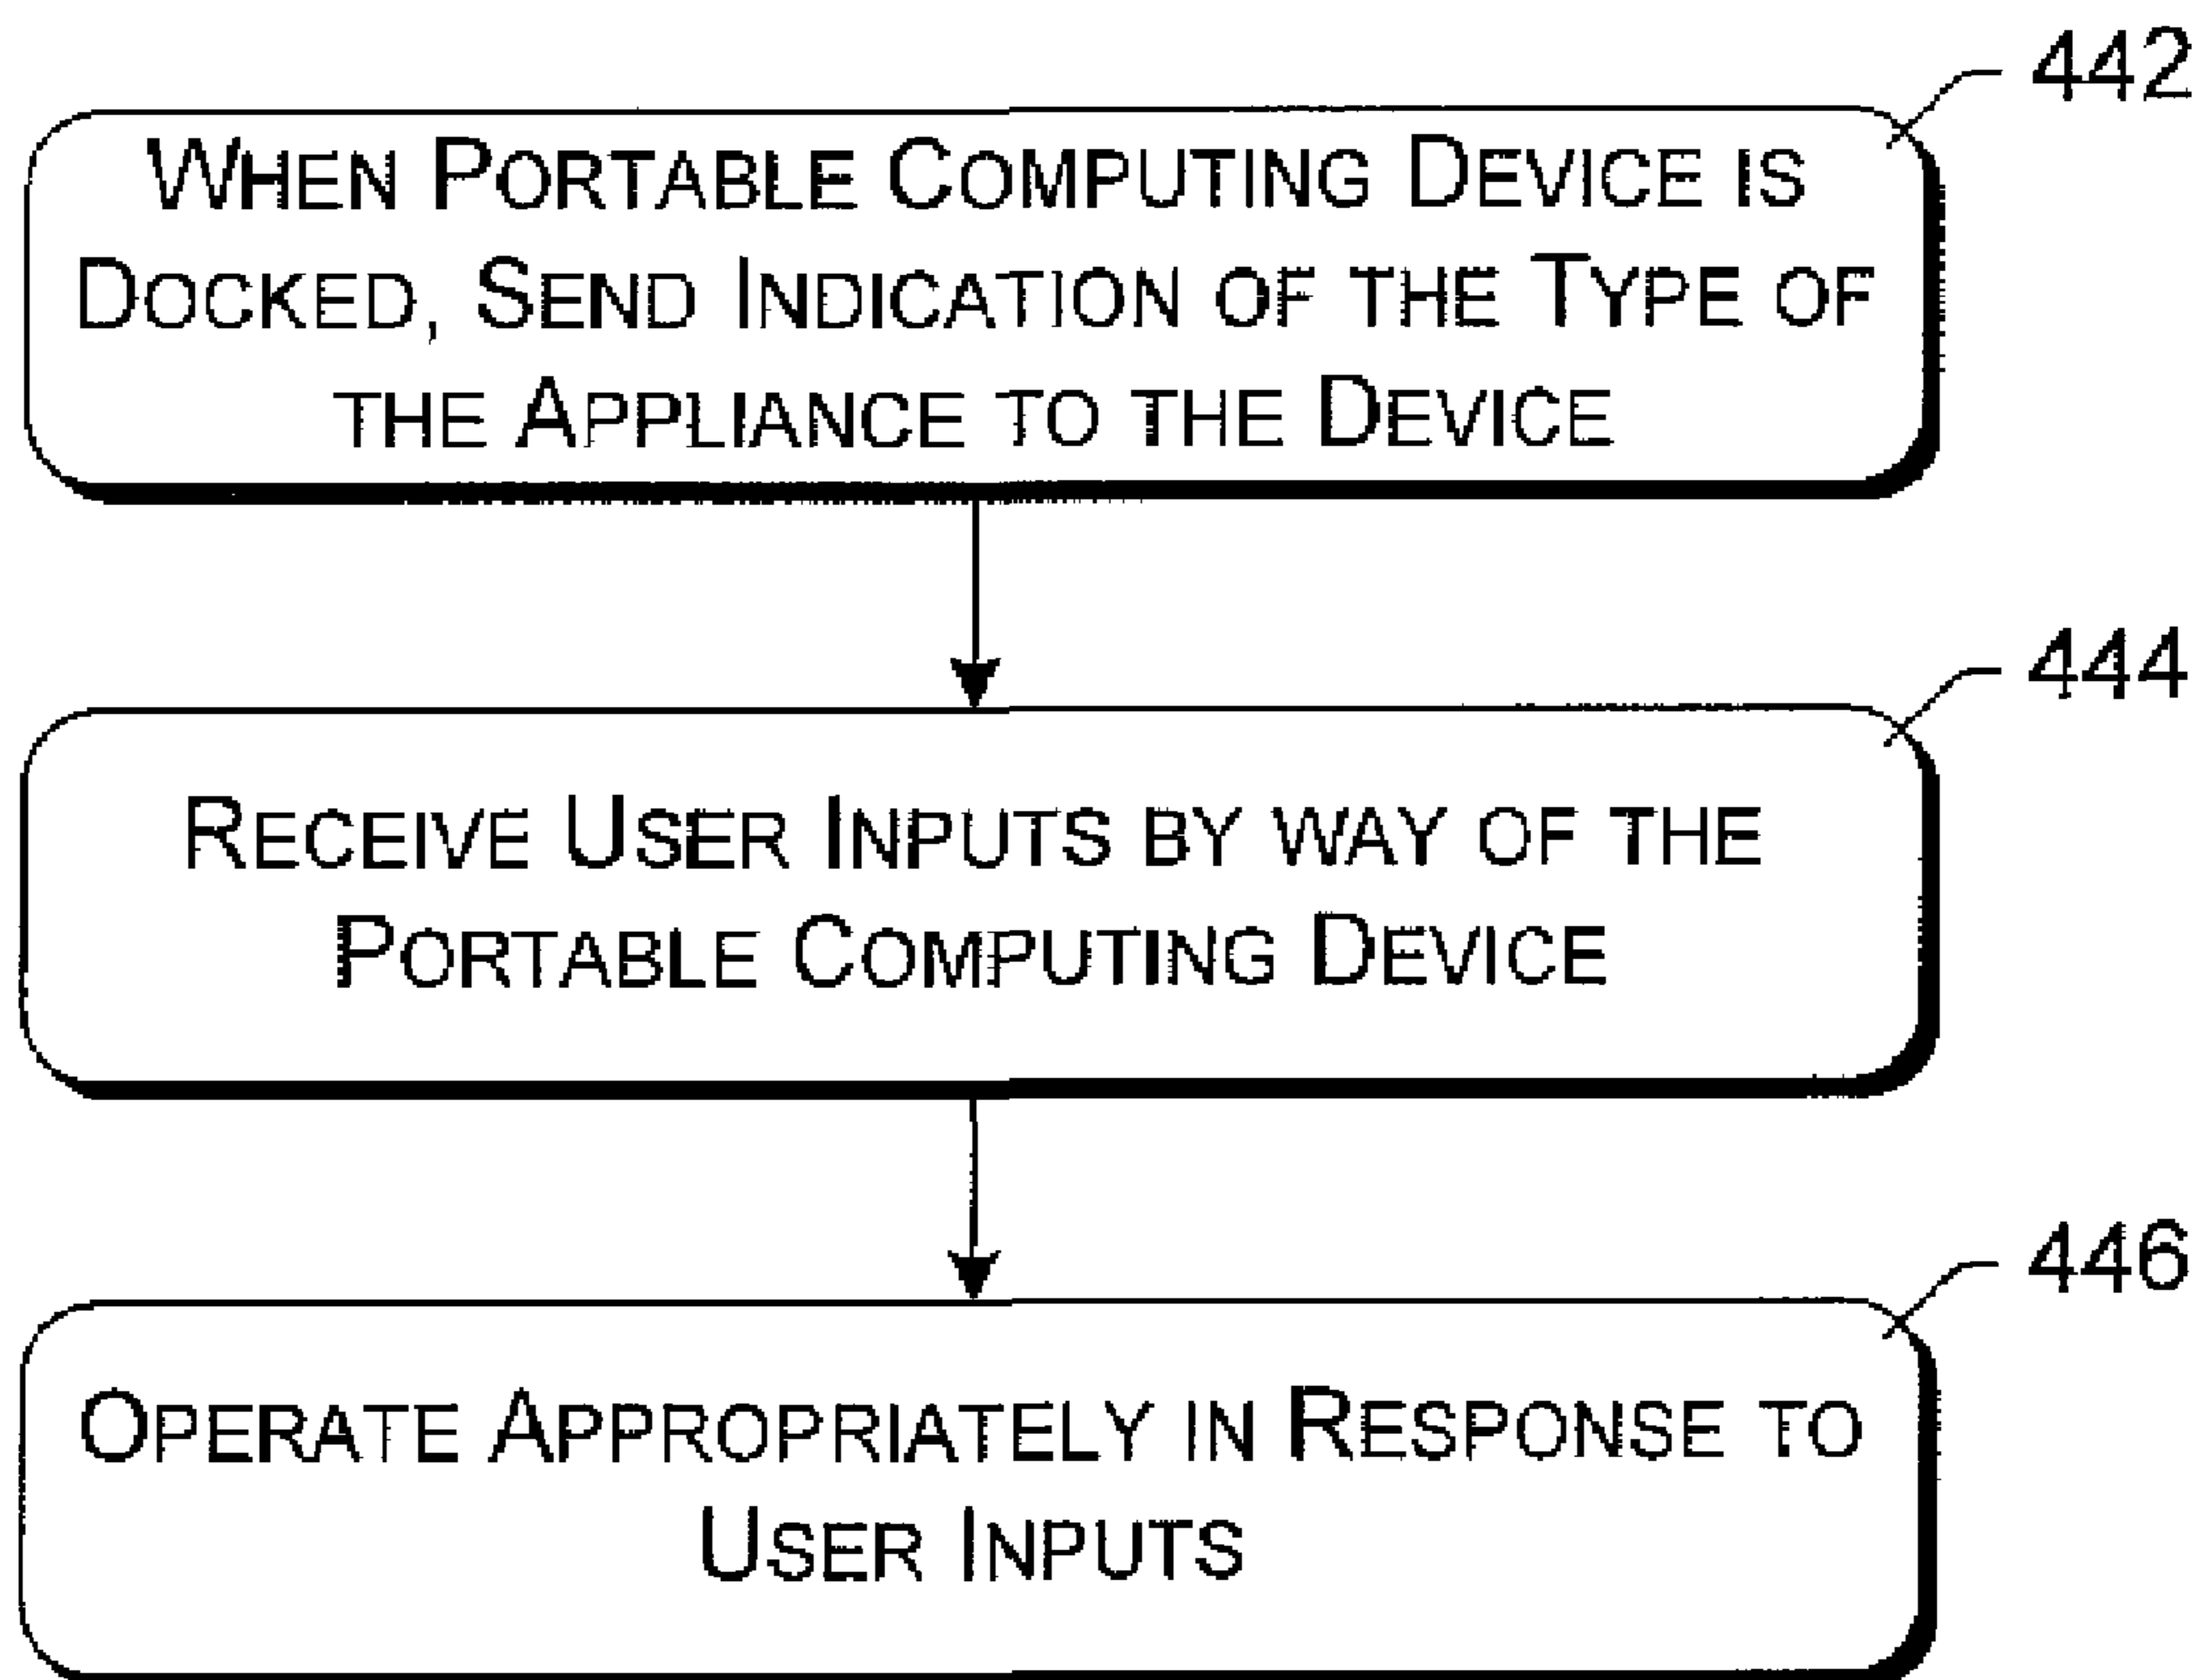 442
WHEN PORTABLE COMPUTING DEVICE IS
DOCKED, SEND INDICATION OF THE TYPE OF
THE APPLIANCE TO THE DEVICE
444
RECEIVE USER INPUTS BY WAY OF THE
PORTABLE COMPUTING DEVICE
446
OPERATE APPROPRIATELY IN RESPONSE TO
USER INPUTS